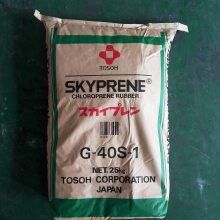 TOSOH
SKYPRENE®
CHLOROPRENE RUBBER
スカイプレン
G-40S-1
NET.25kg
TOSOH CORPORATION
JAPAN